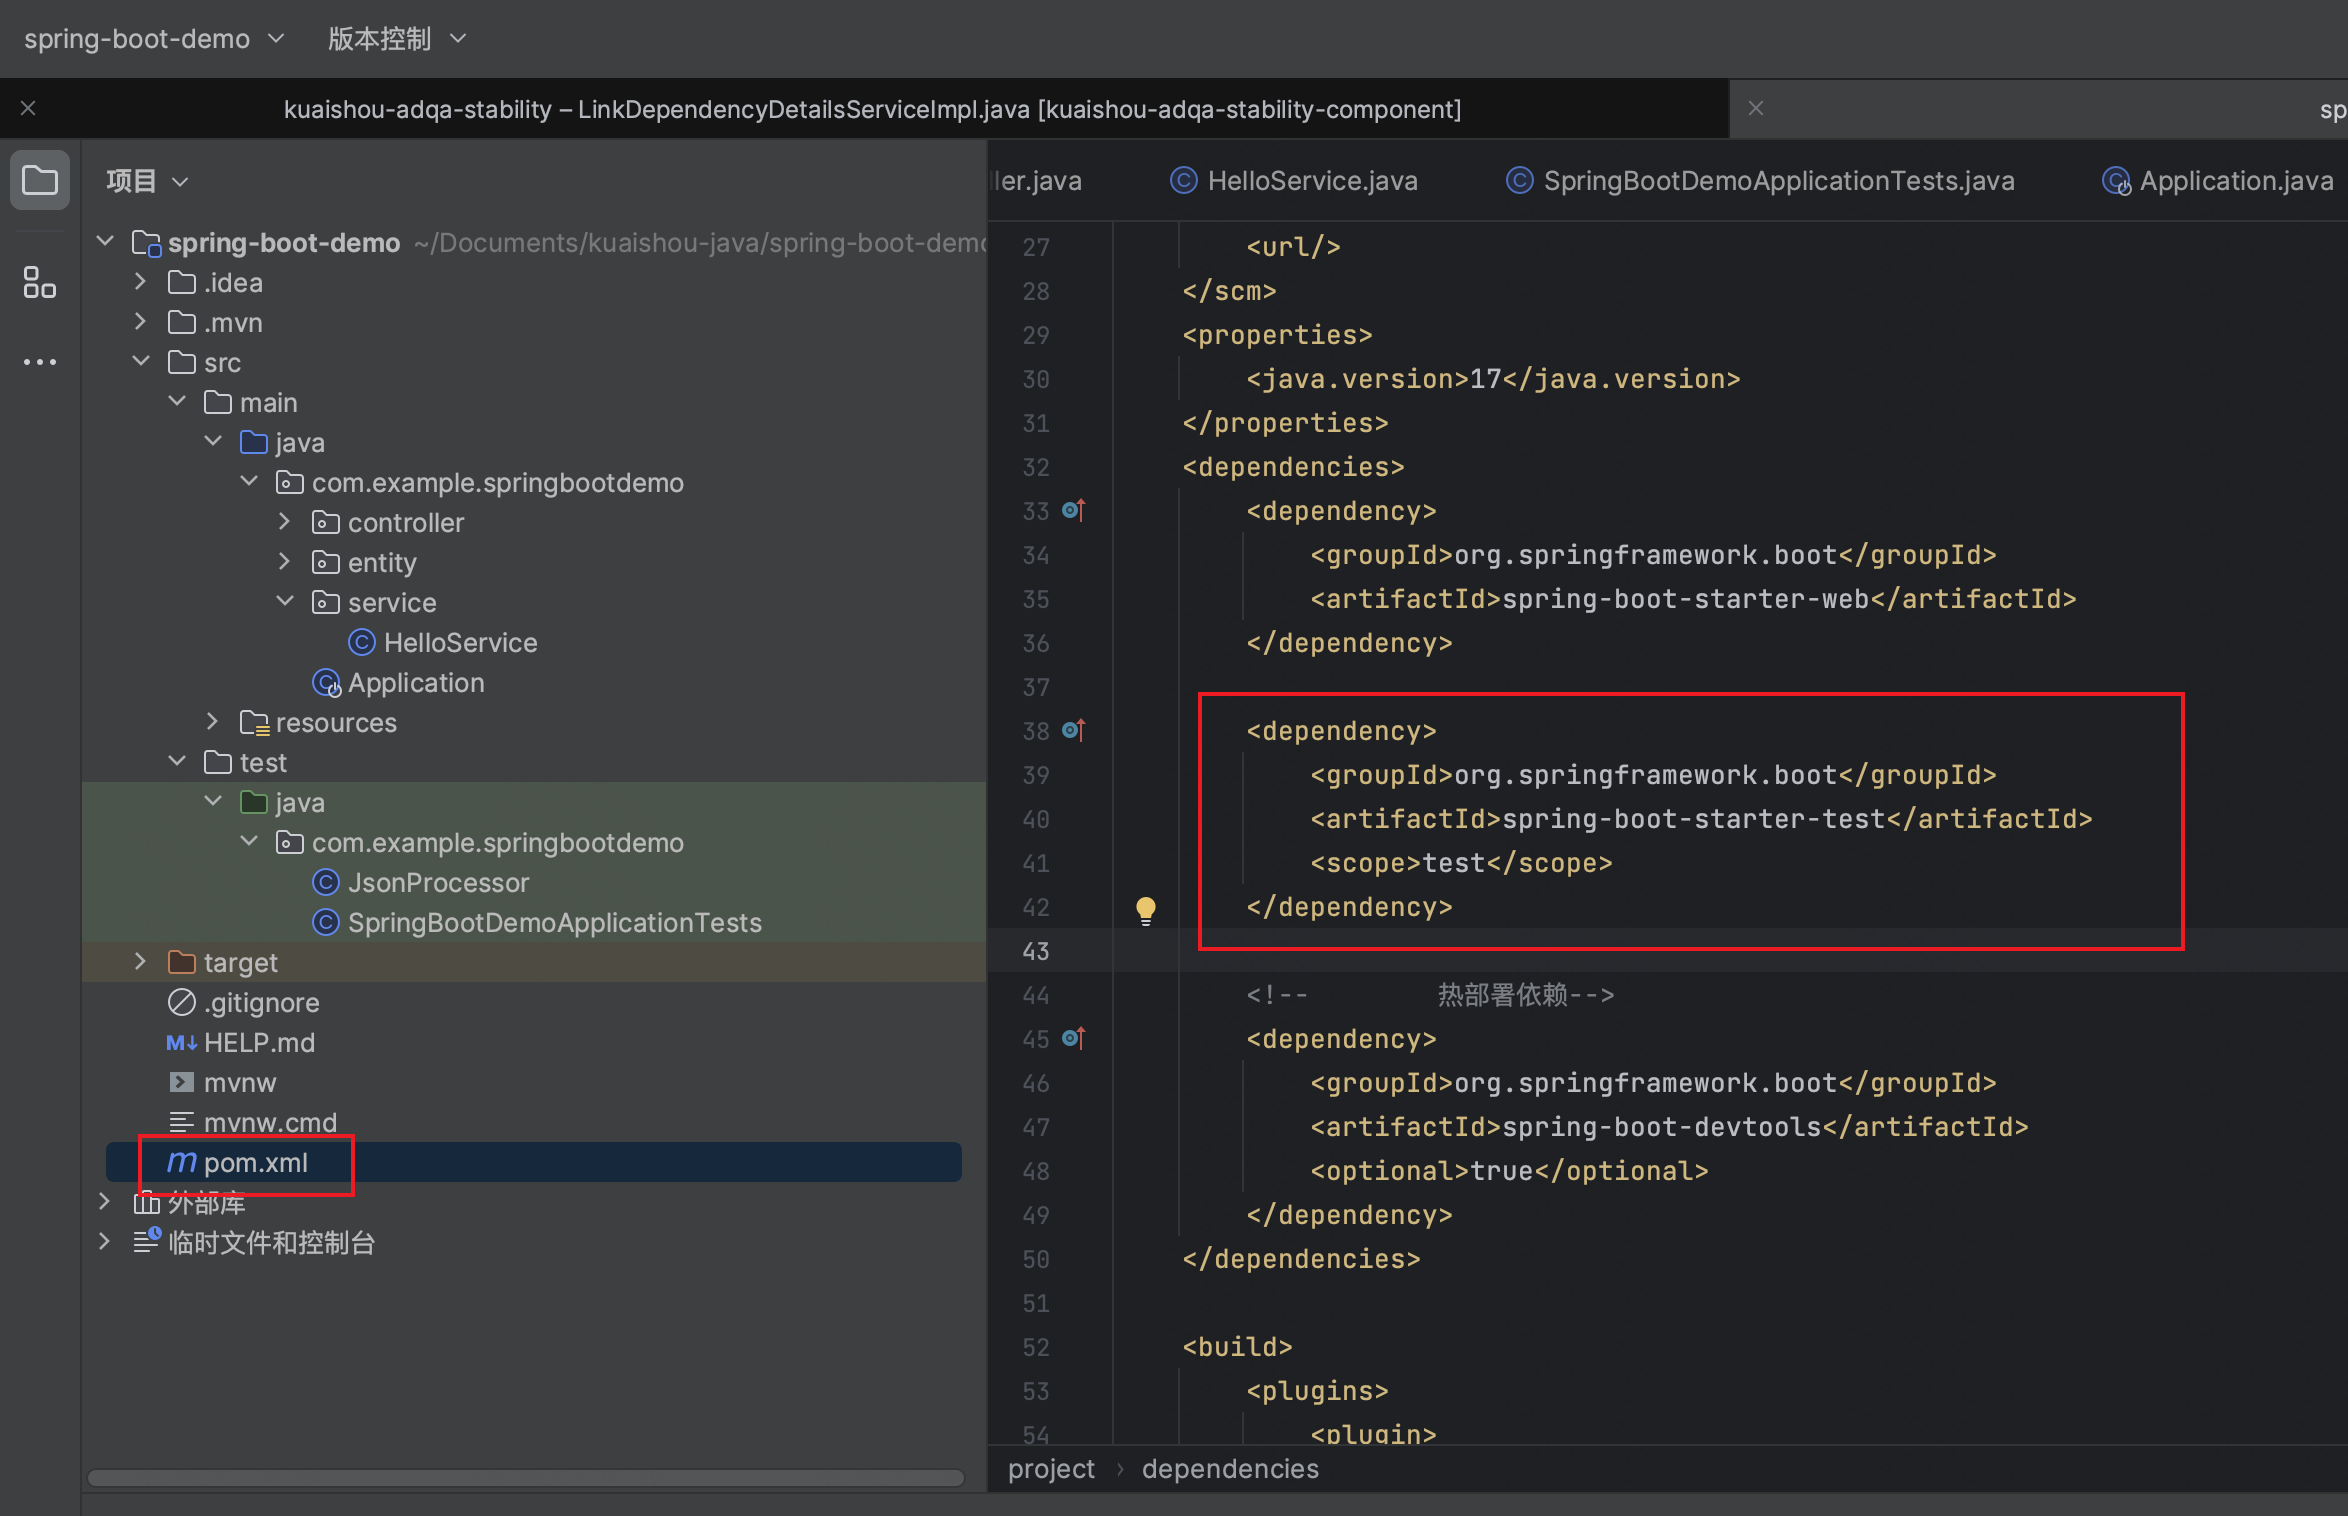 spring-boot-demo 版本控制
kuaishou-adqa-stability – LinkDependencyDetailsServiceImpl.java [kuaishou-adqa-stability-component]
sp
项目
spring-boot-demo ~/Documents/kuaishou-java/spring-boot-demo
.idea
.mvn
src
main
java
com.example.springbootdemo
controller
entity
service
HelloService
Application
resources
test
java
com.example.springbootdemo
JsonProcessor
SpringBootDemoApplicationTests
target
.gitignore
HELP.md
mvnw
mvnw.cmd
pom.xml
外部库
临时文件和控制台
ller.java HelloService.java SpringBootDemoApplicationTests.java Application.java
27 <url/>
28 </scm>
29 <properties>
30 <java.version>17</java.version>
31 </properties>
32 <dependencies>
33 <dependency>
34 <groupId>org.springframework.boot</groupId>
35 <artifactId>spring-boot-starter-web</artifactId>
36 </dependency>
37
38 <dependency>
39 <groupId>org.springframework.boot</groupId>
40 <artifactId>spring-boot-starter-test</artifactId>
41 <scope>test</scope>
42 </dependency>
43
44 <!-- 热部署依赖-->
45 <dependency>
46 <groupId>org.springframework.boot</groupId>
47 <artifactId>spring-boot-devtools</artifactId>
48 <optional>true</optional>
49 </dependency>
50 </dependencies>
51
52 <build>
53 <plugins>
54 <plugin>
project › dependencies